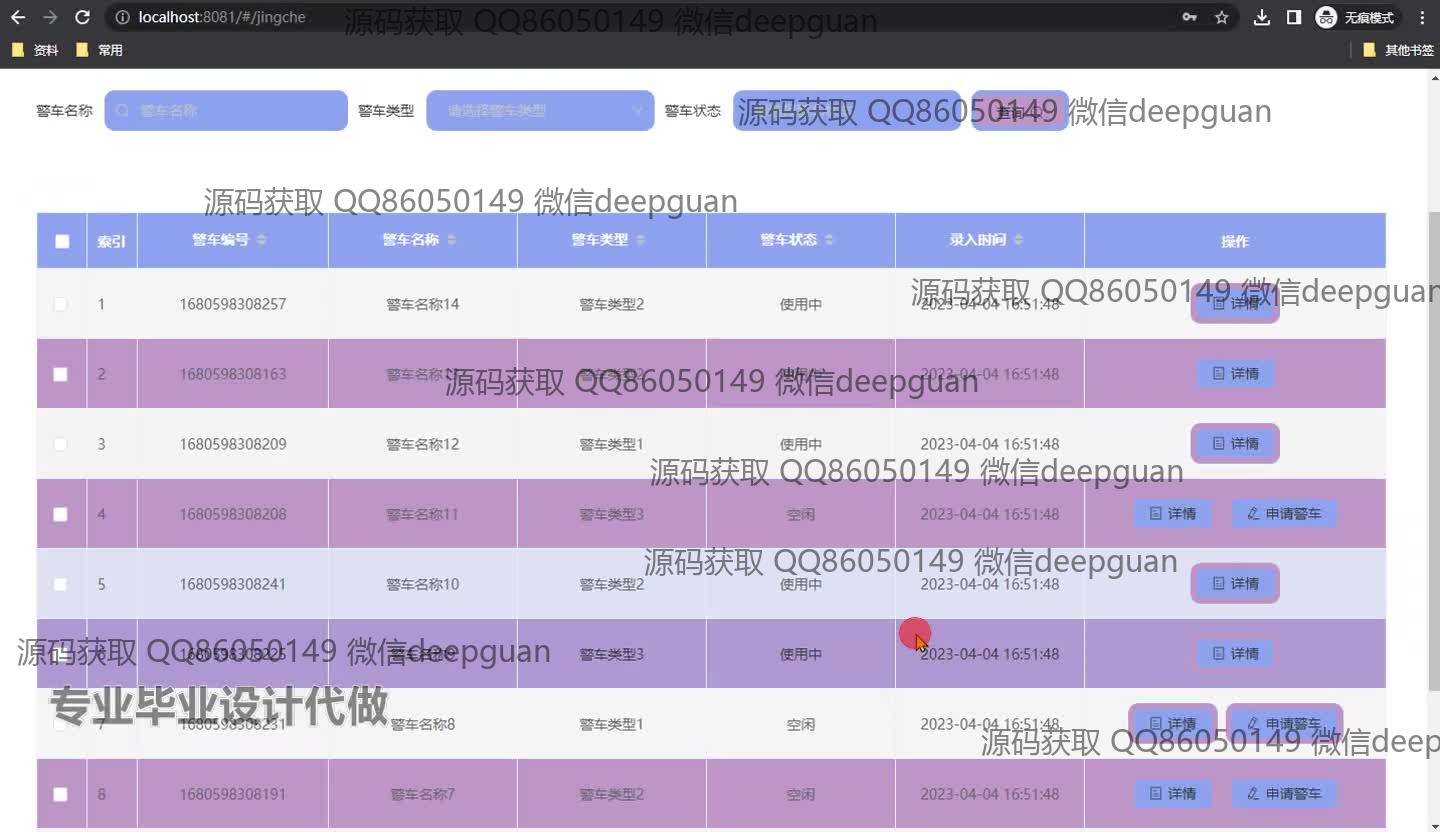 localhost:8081/#/jingche
无痕模式
资料 常用 其他书签
源码获取 QQ86050149 微信deepguan
警车名称 警车名称 警车类型 请选择警车类型 警车状态 查询
源码获取 QQ86050149 微信deepguan
源码获取 QQ86050149 微信deepguan
索引 警车编号 警车名称 警车类型 警车状态 录入时间 操作
1 1680598308257 警车名称14 警车类型2 使用中 2023-04-04 16:51:48 详情
源码获取 QQ86050149 微信deepguan
2 1680598308163 警车类型2 2023-04-04 16:51:48 详情
源码获取 QQ86050149 微信deepguan
3 1680598308209 警车名称12 警车类型1 使用中 2023-04-04 16:51:48 详情
源码获取 QQ86050149 微信deepguan
4 1680598308208 警车名称11 警车类型3 空闲 2023-04-04 16:51:48 详情 申请警车
源码获取 QQ86050149 微信deepguan
5 1680598308241 警车名称10 警车类型2 使用中 2023-04-04 16:51:48 详情
6 1680598308225 警车名称9 警车类型3 使用中 2023-04-04 16:51:48 详情
源码获取 QQ86050149 微信deepguan
专业毕业设计代做
7 1680598308231 警车名称8 警车类型1 空闲 2023-04-04 16:51:48 详情 申请警车
源码获取 QQ86050149 微信deep
8 1680598308191 警车名称7 警车类型2 空闲 2023-04-04 16:51:48 详情 申请警车